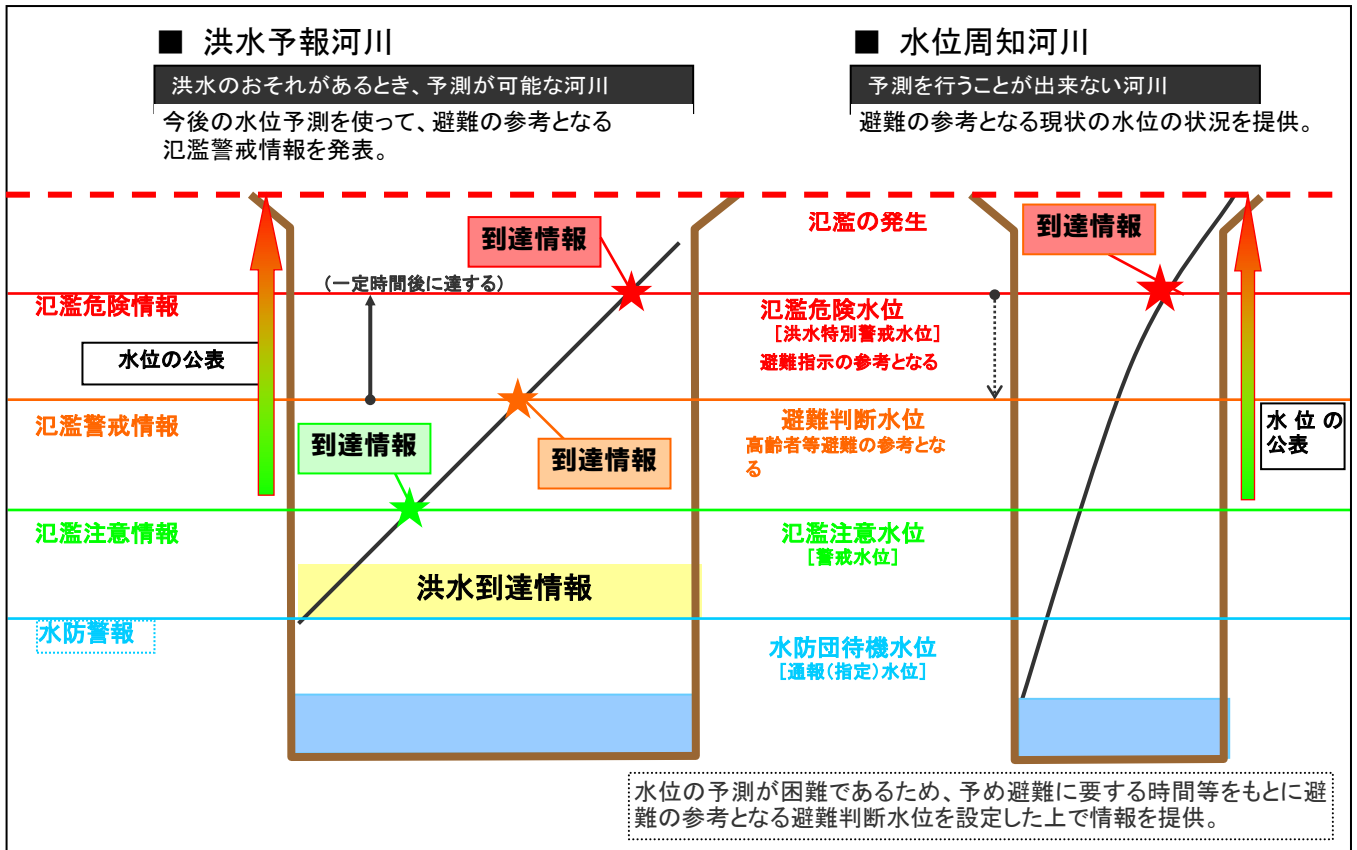 ■ 洪水予報河川
洪水のおそれがあるとき、予測が可能な河川
今後の水位予測を使って、避難の参考となる
氾濫警戒情報を発表。
■ 水位周知河川
予測を行うことが出来ない河川
避難の参考となる現状の水位の状況を提供。
到達情報
氾濫の発生
到達情報
(一定時間後に達する)
氾濫危険情報
氾濫危険水位
[洪水特別警戒水位]
避難指示の参考となる
水位の公表
氾濫警戒情報
到達情報
到達情報
避難判断水位
高齢者等避難の参考とな
る
水位の
公表
氾濫注意情報
氾濫注意水位
[警戒水位]
洪水到達情報
水防警報
水防団待機水位
[通報(指定)水位]
水位の予測が困難であるため、予め避難に要する時間等をもとに避
難の参考となる避難判断水位を設定した上で情報を提供。